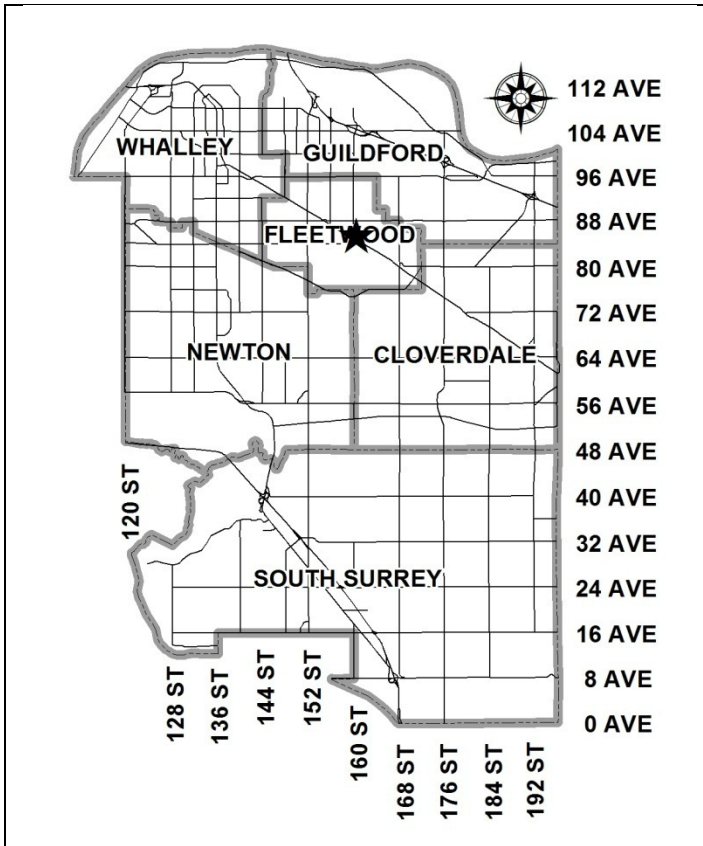 112 AVE
104 AVE
WHALLEY
GUILDFORD
96 AVE
88 AVE
FLEETWOOD
80 AVE
72 AVE
NEWTON
CLOVERDALE
64 AVE
56 AVE
48 AVE
120 ST
40 AVE
32 AVE
SOUTH SURREY
24 AVE
16 AVE
8 AVE
0 AVE
128 ST
136 ST
144 ST
152 ST
160 ST
168 ST
176 ST
184 ST
192 ST